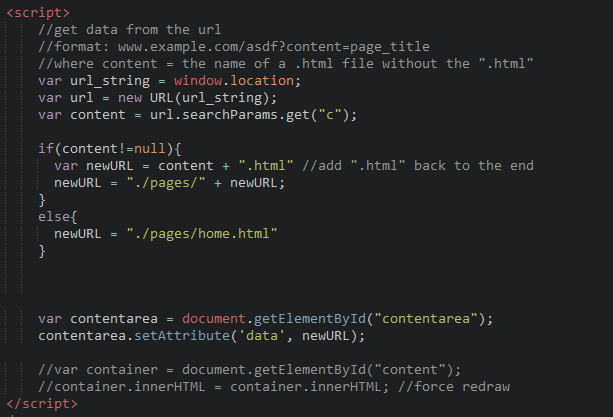 <script>
//get data from the url
//format: www.example.com/asdf?content=page_title
//where content = the name of a .html file without the ".html"
var url_string = window.location;
var url = new URL(url_string);
var content = url.searchParams.get("c");
if(content!=null){
var newURL = content + ".html" //add ".html" back to the end
newURL = "./pages/" + newURL;
}
else{
newURL = "./pages/home.html"
}
var contentarea = document.getElementById("contentarea");
contentarea.setAttribute('data', newURL);
//var container = document.getElementById("content");
//container.innerHTML = container.innerHTML; //force redraw
</script>